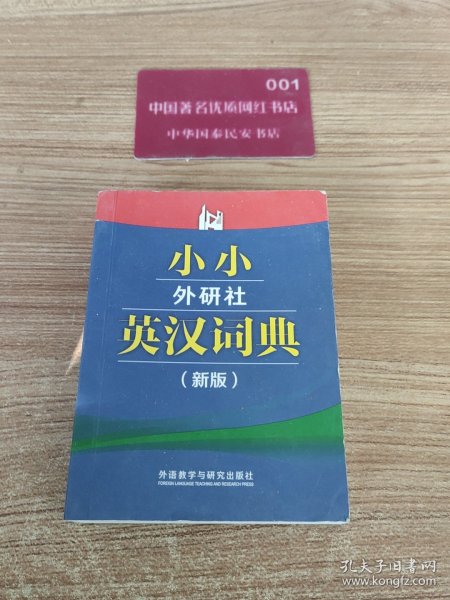 001
中国著名优质网红书店
中华国泰民安书店
小小
外研社
英汉词典
（新版）
外语教学与研究出版社
FOREIGN LANGUAGE TEACHING AND RESEARCH PRESS
孔夫子旧书网
www.kongfz.com